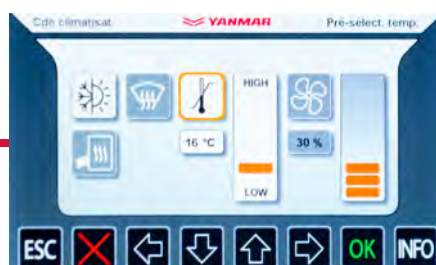 Cde climatisat.
YANMAR
Pré-sélect. temp.
HIGH
16 °C
30 %
LOW
ESC
OK
INFO